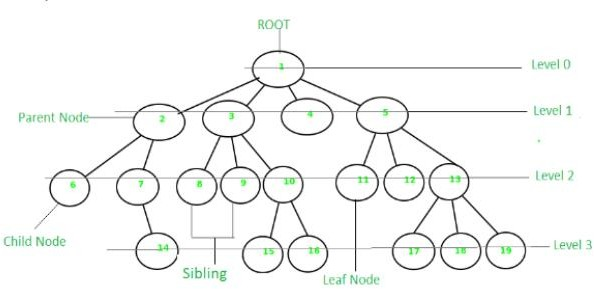 ROOT
1
Level 0
Parent Node
2
3
4
5
Level 1
6
7
8
9
10
11
12
13
Level 2
Child Node
14
Sibling
15
16
Leaf Node
17
18
19
Level 3